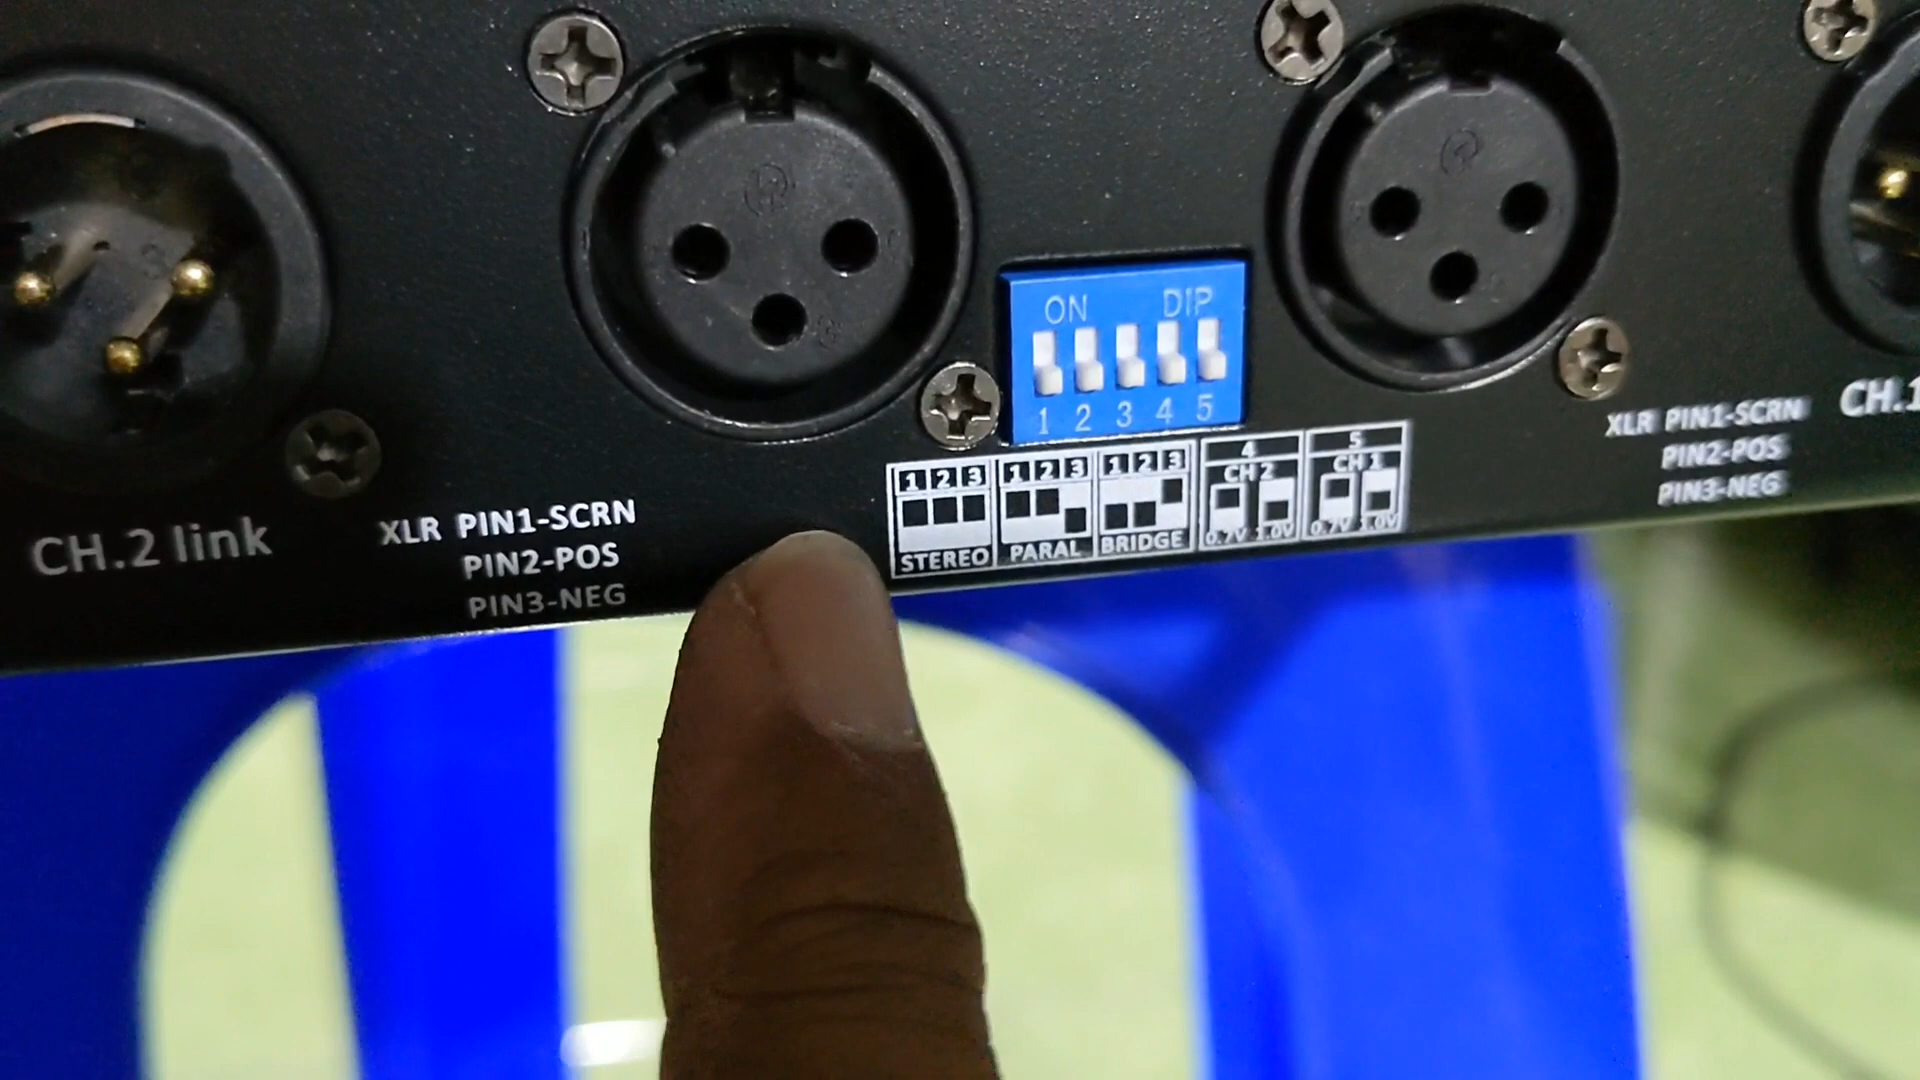 ON DIP
1 2 3 4 5
1 2 3
STEREO
1 2 3
PARAL
1 2 3
BRIDGE
4
CH 2
0.7V 1.0V
5
CH 1
0.7V 1.0V
CH.2 link
XLR PIN1-SCRN
PIN2-POS
PIN3-NEG
XLR PIN1-SCRN
PIN2-POS
PIN3-NEG
CH.1